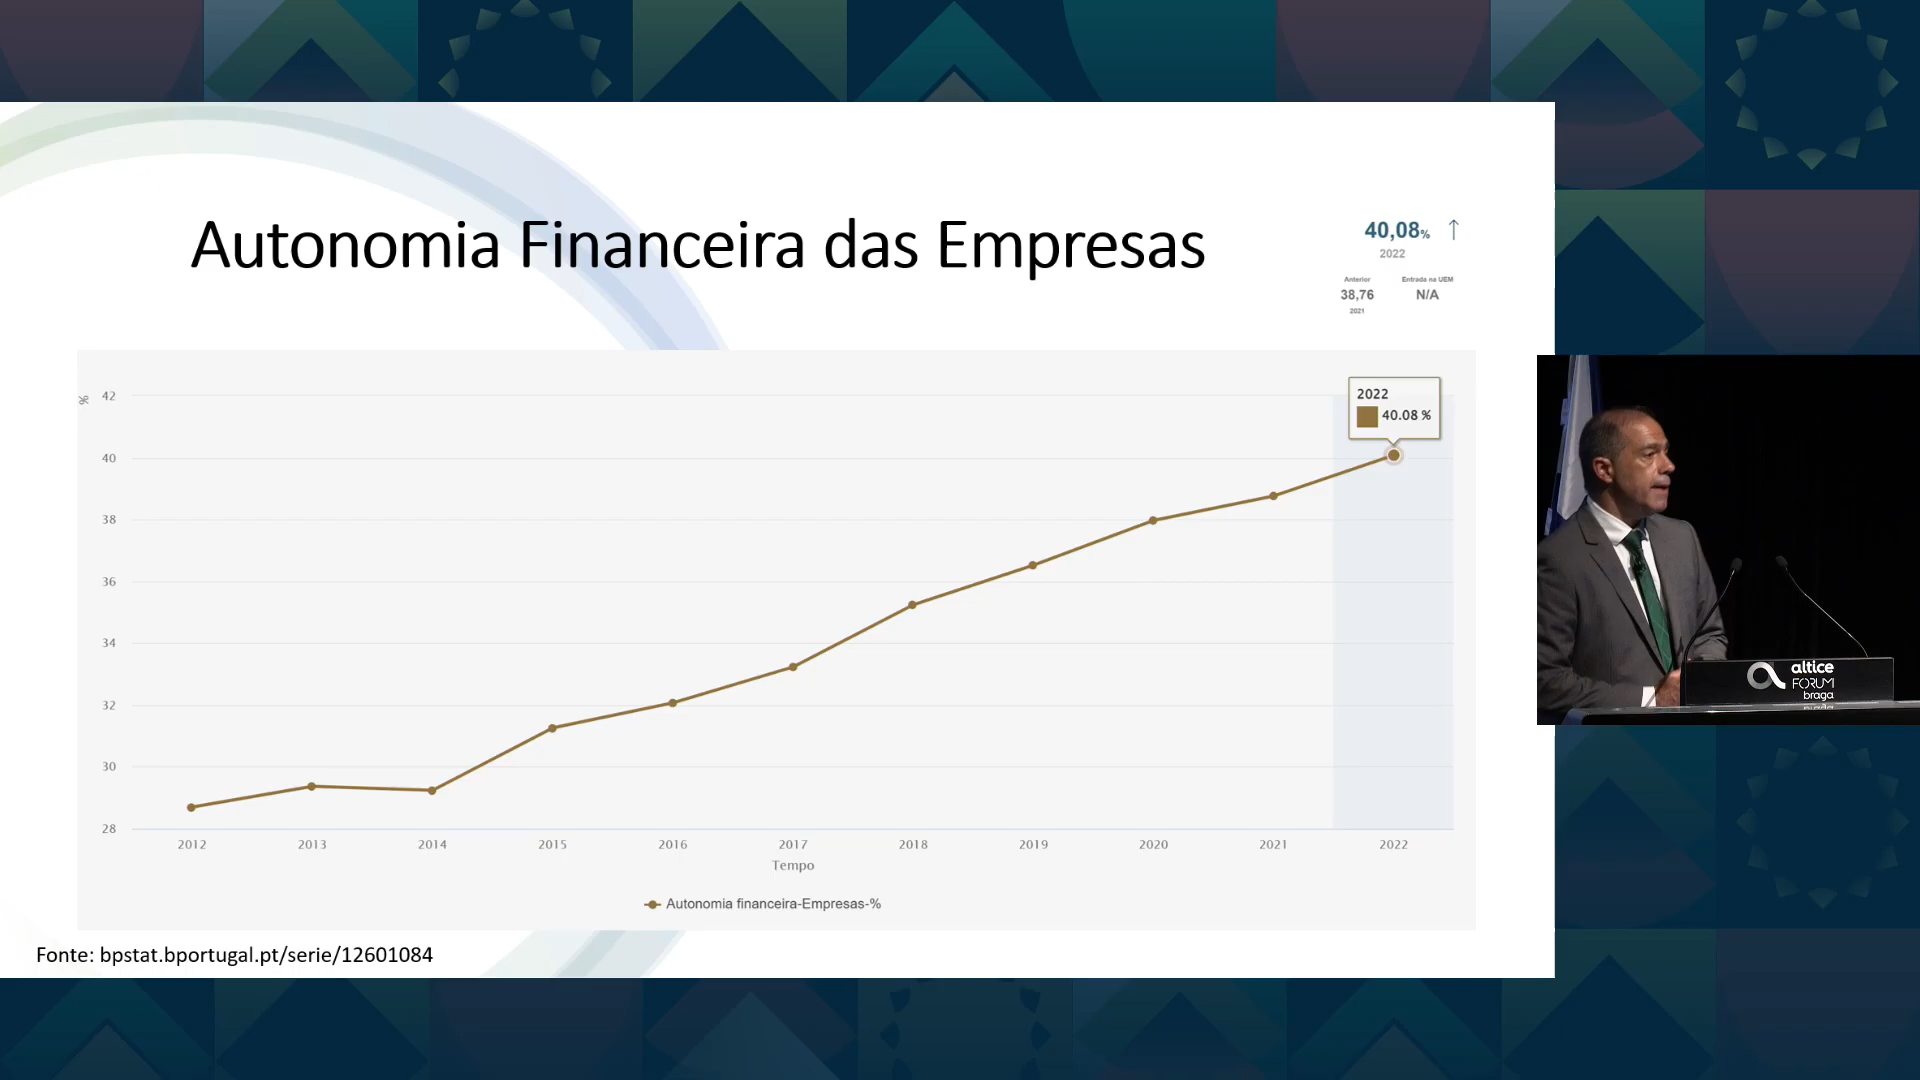 Autonomia Financeira das Empresas
40,08% ↑
2022
Anterior
38,76
2021
Entrada na UEM
N/A
%
42
40
38
36
34
32
30
28
2022
40.08 %
2012 2013 2014 2015 2016 2017 2018 2019 2020 2021 2022
Tempo
Autonomia financeira-Empresas-%
Fonte: bpstat.bportugal.pt/serie/12601084
altice
FORUM
braga